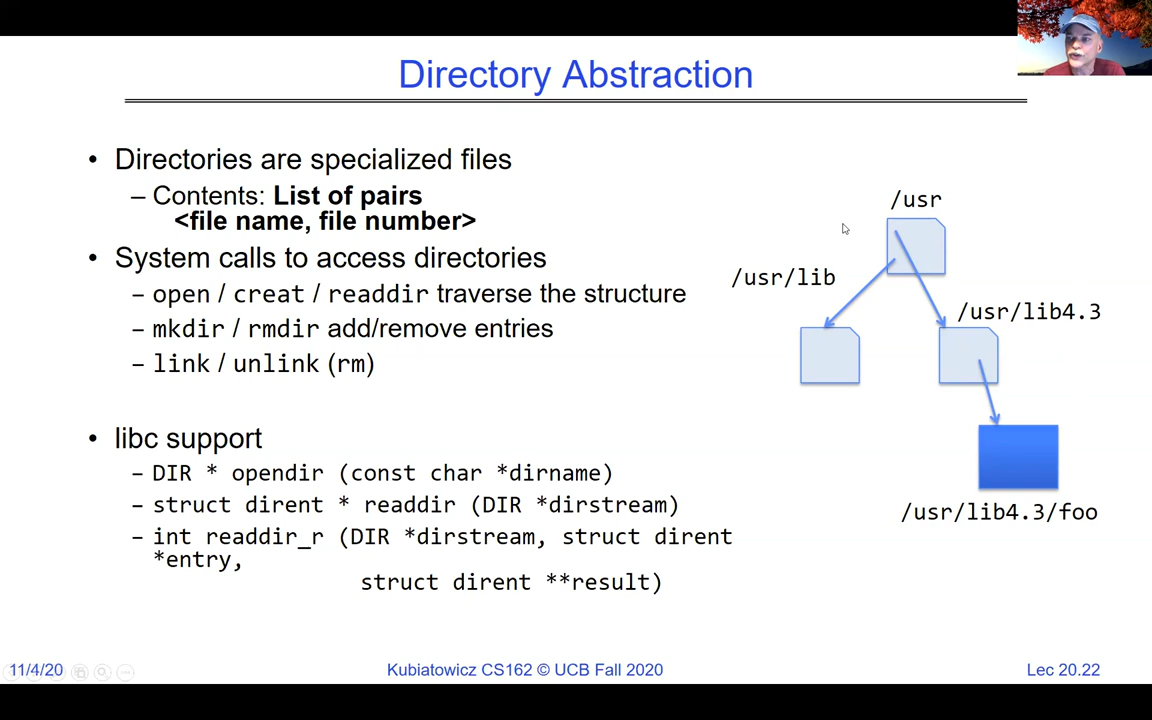 Directory Abstraction
• Directories are specialized files
– Contents: List of pairs
<file name, file number>
• System calls to access directories
– open / creat / readdir traverse the structure
– mkdir / rmdir add/remove entries
– link / unlink (rm)
• libc support
– DIR * opendir (const char *dirname)
– struct dirent * readdir (DIR *dirstream)
– int readdir_r (DIR *dirstream, struct dirent
*entry,
struct dirent **result)
/usr
/usr/lib
/usr/lib4.3
/usr/lib4.3/foo
11/4/20
Kubiatowicz CS162 © UCB Fall 2020
Lec 20.22